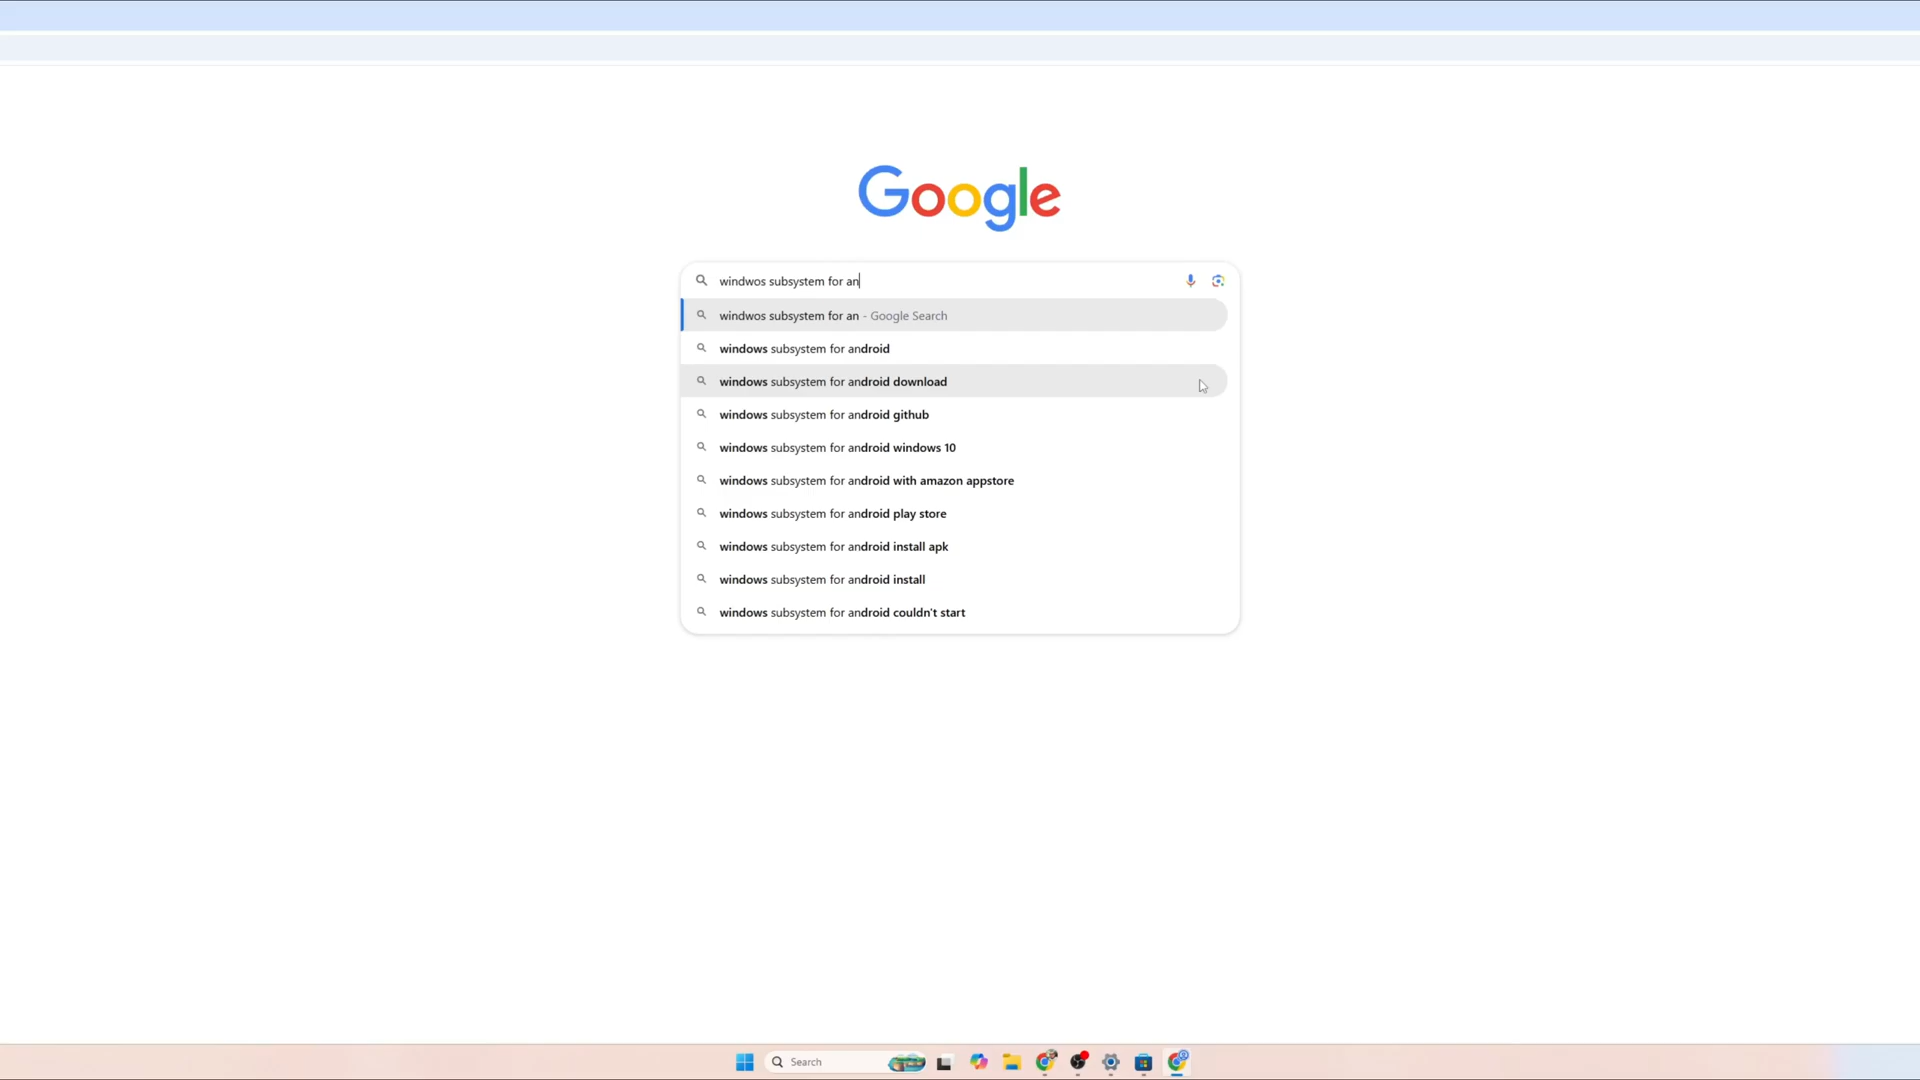 Google
windwos subsystem for an
windwos subsystem for an - Google Search
windows subsystem for android
windows subsystem for android download
windows subsystem for android github
windows subsystem for android windows 10
windows subsystem for android with amazon appstore
windows subsystem for android play store
windows subsystem for android install apk
windows subsystem for android install
windows subsystem for android couldn't start
Search